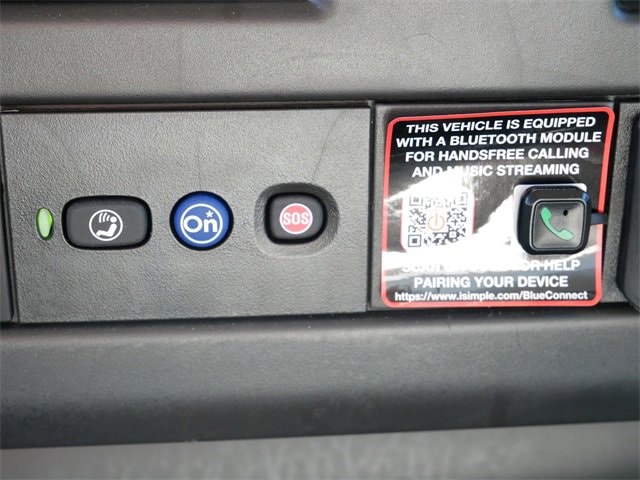 On
SOS
THIS VEHICLE IS EQUIPPED
WITH A BLUETOOTH MODULE
FOR HANDSFREE CALLING
AND MUSIC STREAMING
HELP
PAIRING YOUR DEVICE
https://www.isimple.com/BlueConnect